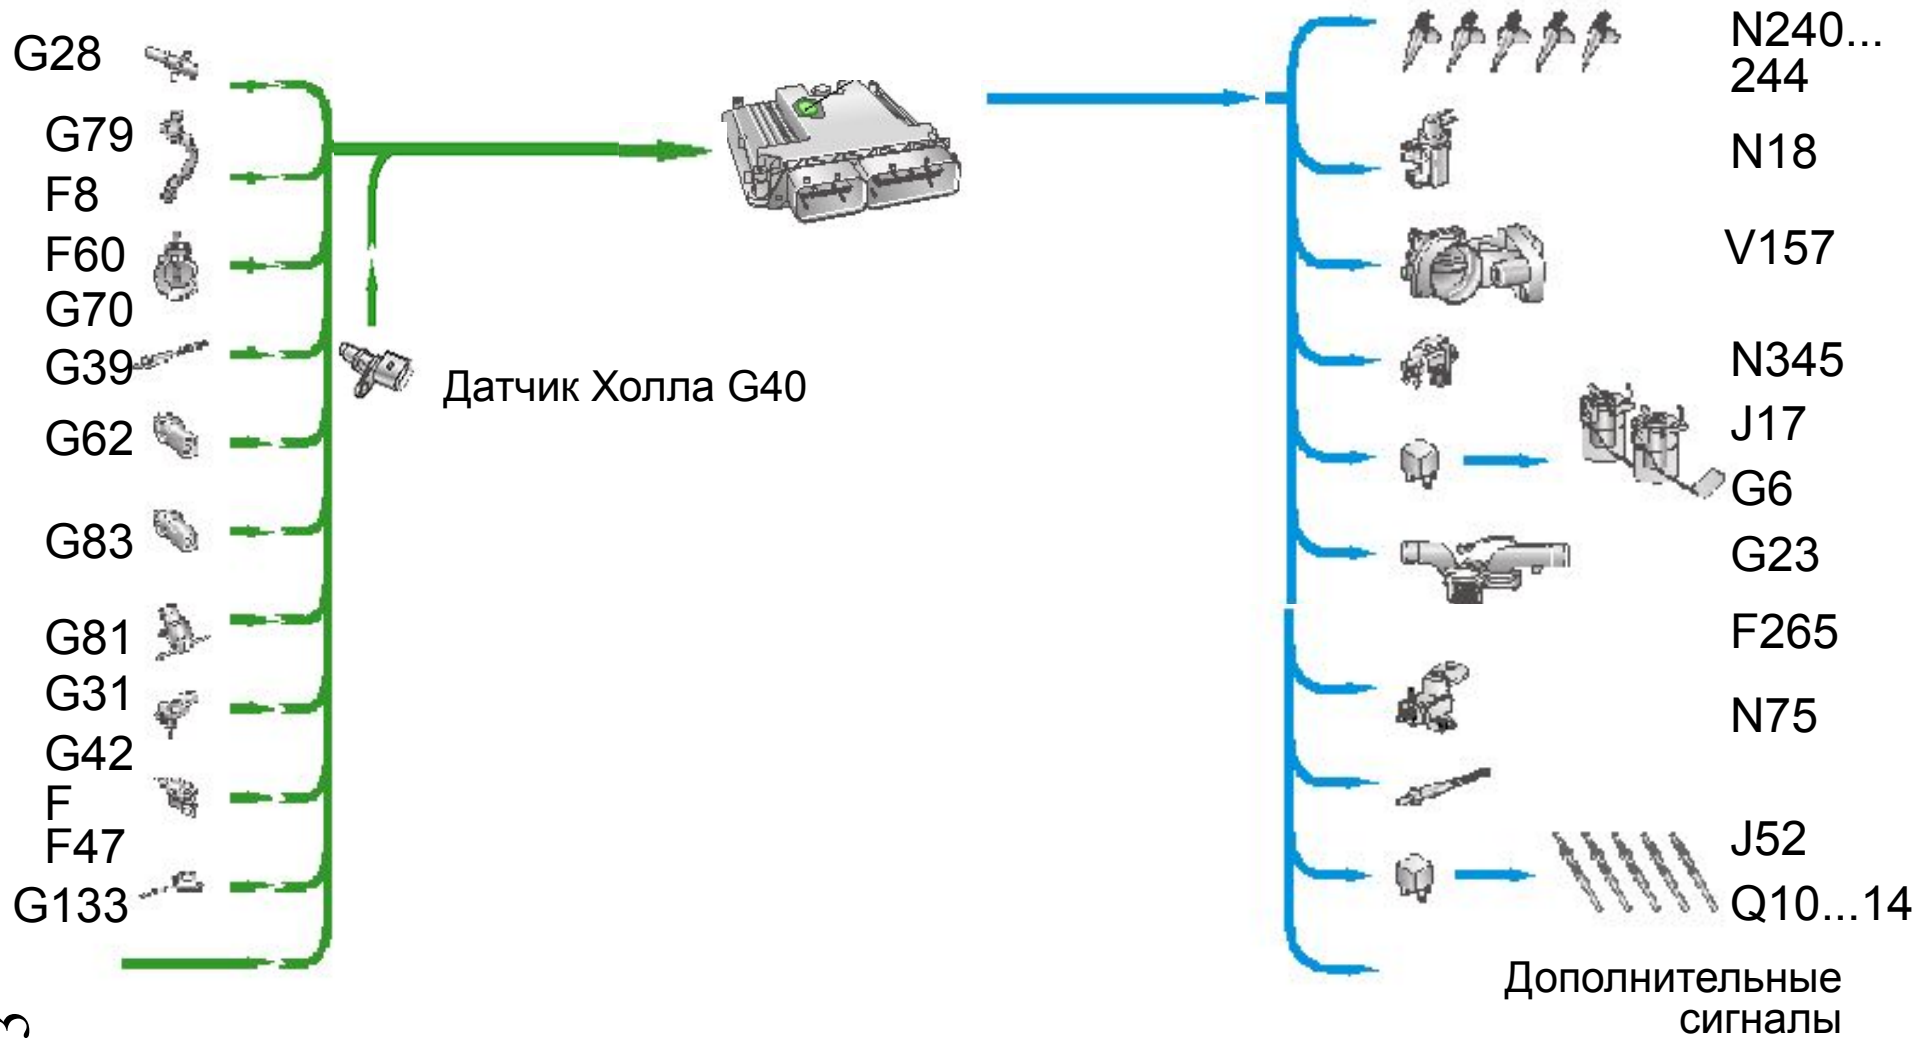 G28
G79
F8
F60
G70
G39
G62
G83
G81
G31
G42
F
F47
G133
3
Датчик Холла G40
N240...
244
N18
V157
N345
J17
G6
G23
F265
N75
J52
Q10...14
Дополнительные
сигналы